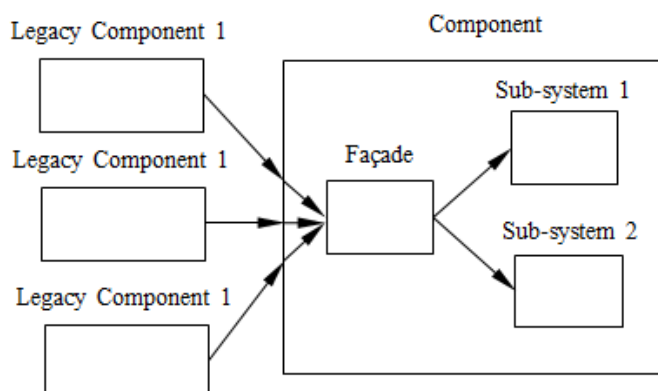 Legacy Component 1
Component
Sub-system 1
Legacy Component 1
Façade
Sub-system 2
Legacy Component 1